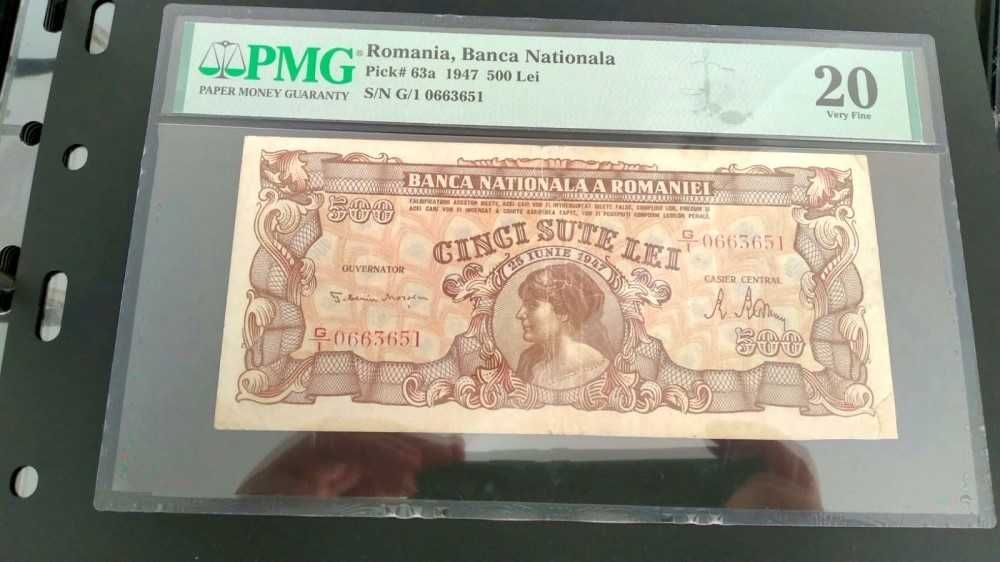 PMG®
PAPER MONEY GUARANTY
Romania, Banca Nationala
Pick# 63a 1947 500 Lei
S/N G/1 0663651
20
Very Fine
BANCA NATIONALA A ROMANIEI
500
CINCI SUTE LEI
G/1 0663651
25 IUNIE 1947
GUVERNATOR
CASIER CENTRAL
G/1 0663651
500